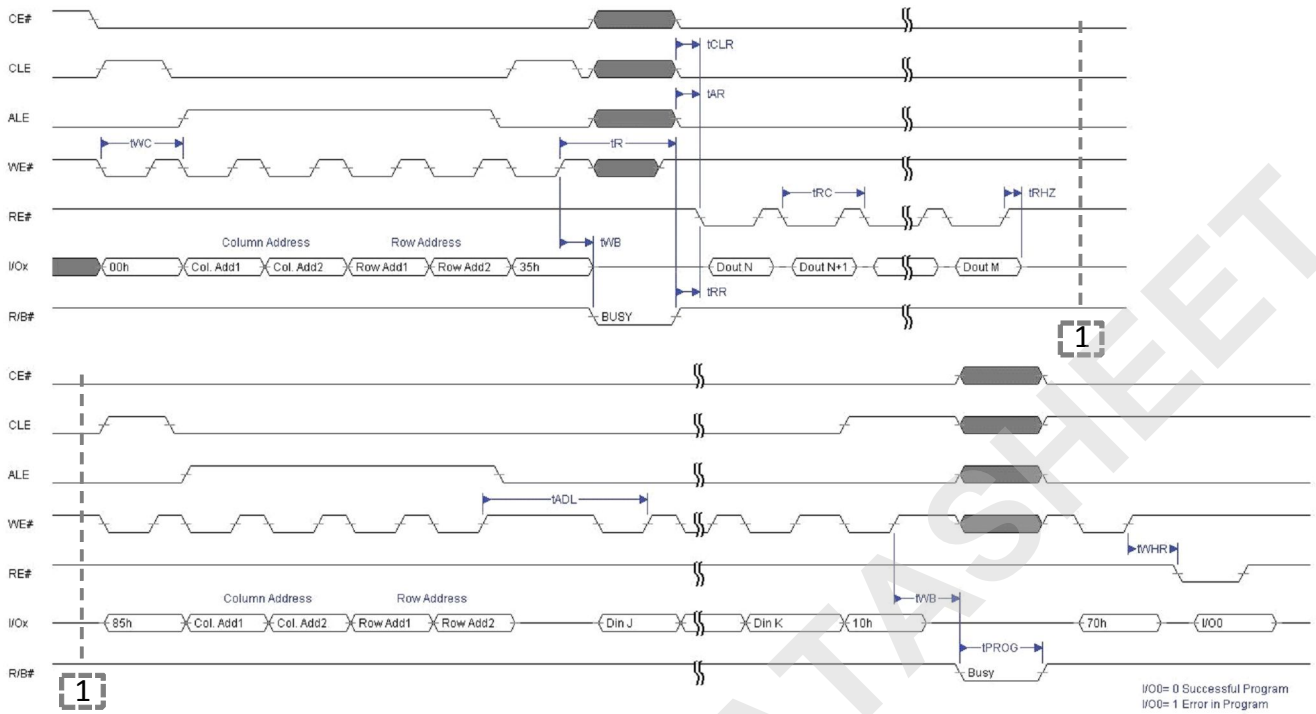 CE#
tCLR
CLE
tAR
ALE
tWC
tR
WE#
tRC
tRHZ
RE#
Column Address
Row Address
tWB
I/Ox
00h
Col. Add1
Col. Add2
Row Add1
Row Add2
35h
Dout N
Dout N+1
Dout M
tRR
R/B#
BUSY
1
CE#
CLE
ALE
tADL
WE#
tWHR
RE#
Column Address
Row Address
tWB
I/Ox
85h
Col. Add1
Col. Add2
Row Add1
Row Add2
Din J
Din K
10h
70h
I/O0
tPROG
R/B#
Busy
1
I/O0= 0 Successful Program
I/O0= 1 Error in Program
DATASHEET